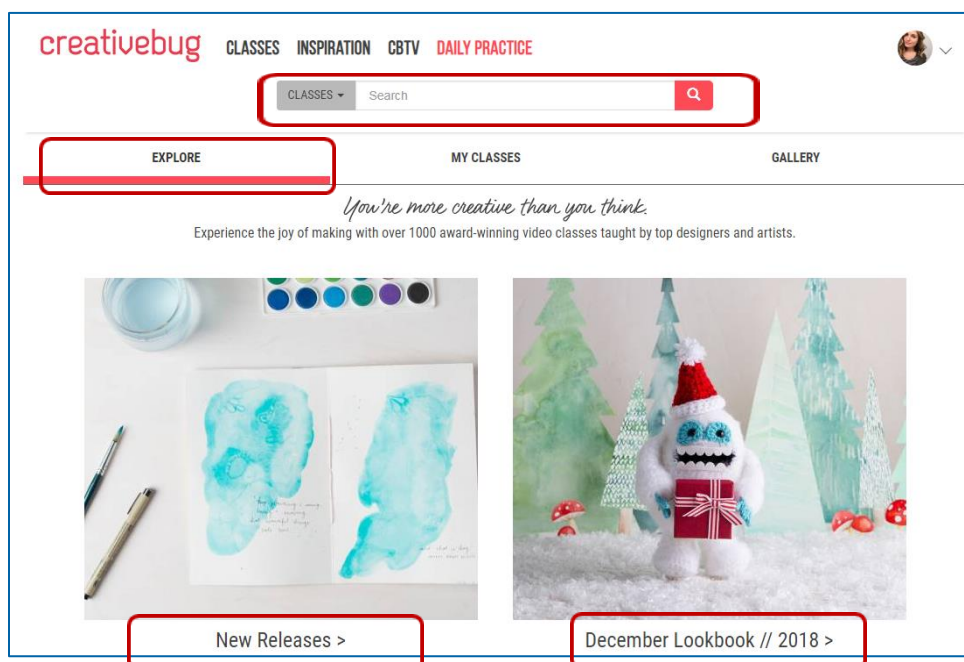 creativebug CLASSES INSPIRATION CBTV DAILY PRACTICE
CLASSES Search
EXPLORE MY CLASSES GALLERY
You're more creative than you think.
Experience the joy of making with over 1000 award-winning video classes taught by top designers and artists.
New Releases >
December Lookbook // 2018 >